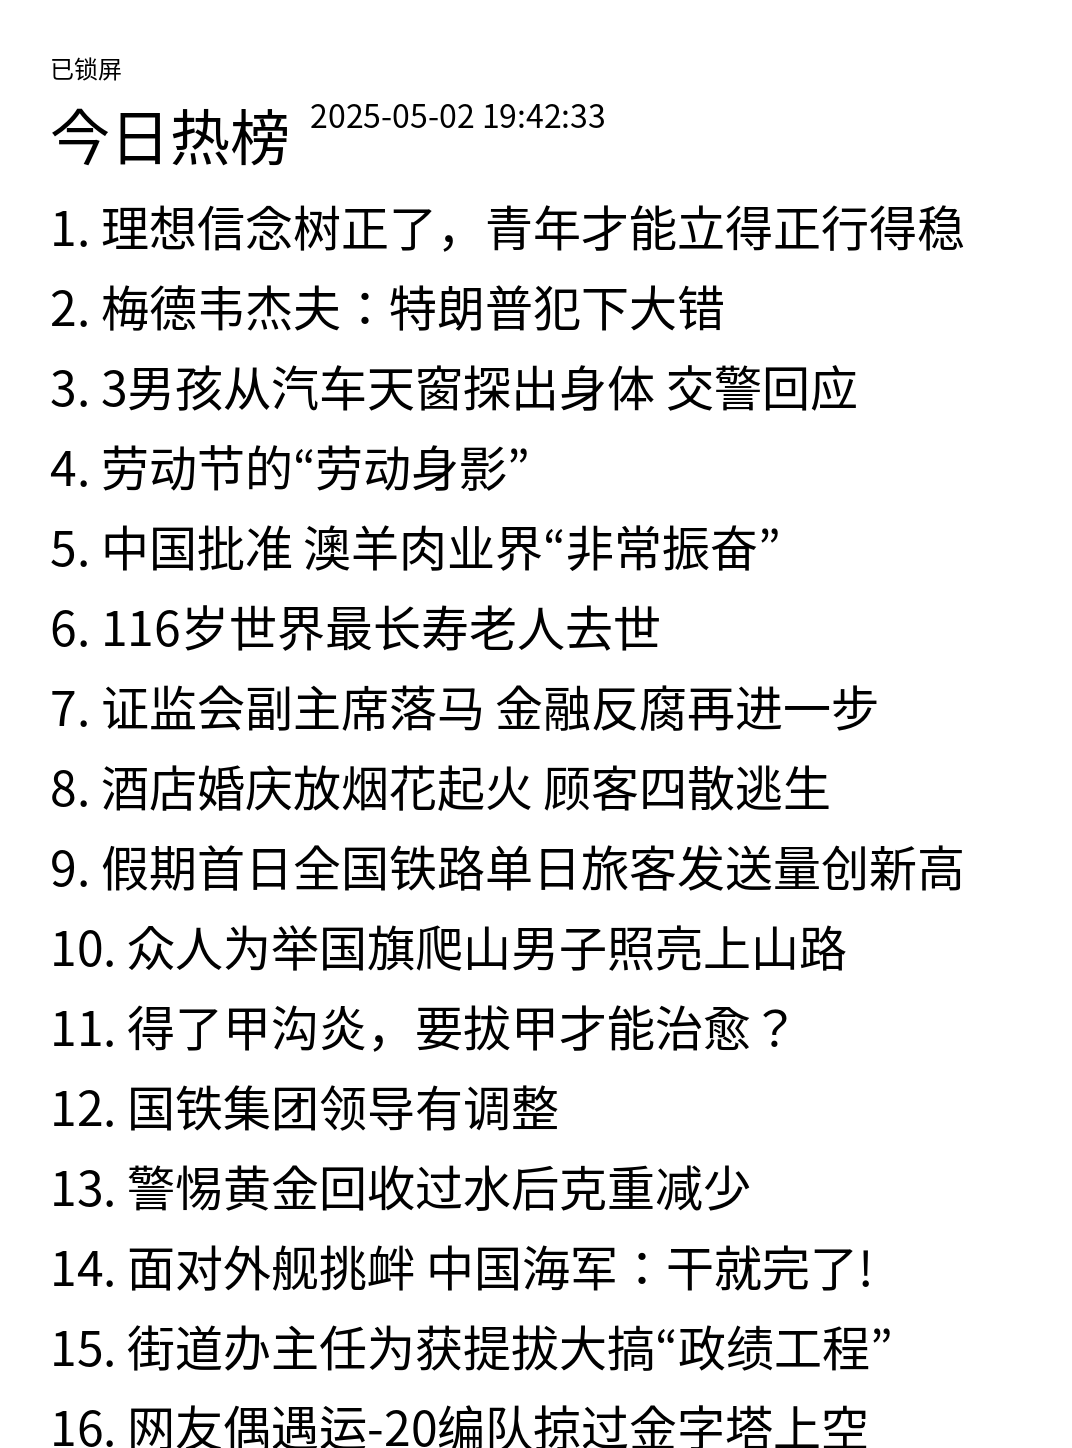 已锁屏
今日热榜 2025-05-02 19:42:33
1. 理想信念树正了，青年才能立得正行得稳
2. 梅德韦杰夫：特朗普犯下大错
3. 3男孩从汽车天窗探出身体 交警回应
4. 劳动节的“劳动身影”
5. 中国批准 澳羊肉业界“非常振奋”
6. 116岁世界最长寿老人去世
7. 证监会副主席落马 金融反腐再进一步
8. 酒店婚庆放烟花起火 顾客四散逃生
9. 假期首日全国铁路单日旅客发送量创新高
10. 众人为举国旗爬山男子照亮上山路
11. 得了甲沟炎，要拔甲才能治愈？
12. 国铁集团领导有调整
13. 警惕黄金回收过水后克重减少
14. 面对外舰挑衅 中国海军：干就完了!
15. 街道办主任为获提拔大搞“政绩工程”
16. 网友偶遇运-20编队掠过金字塔上空